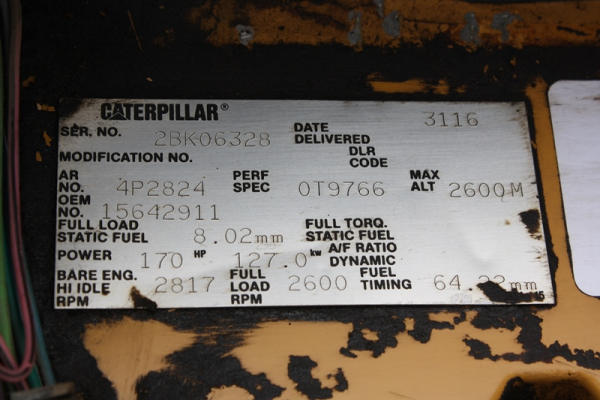 CATERPILLAR®
SER. NO. 2BK06328 DATE DELIVERED 3116
MODIFICATION NO. DLR CODE
AR NO. 4P2824 PERF SPEC 0T9766 MAX ALT 2600M
OEM NO. 15642911
FULL LOAD STATIC FUEL 8.02mm FULL TORQ. STATIC FUEL
POWER 170 HP 127.0 kw A/F RATIO DYNAMIC
BARE ENG. HI IDLE RPM 2817 FULL LOAD RPM 2600 FUEL TIMING 64.22mm